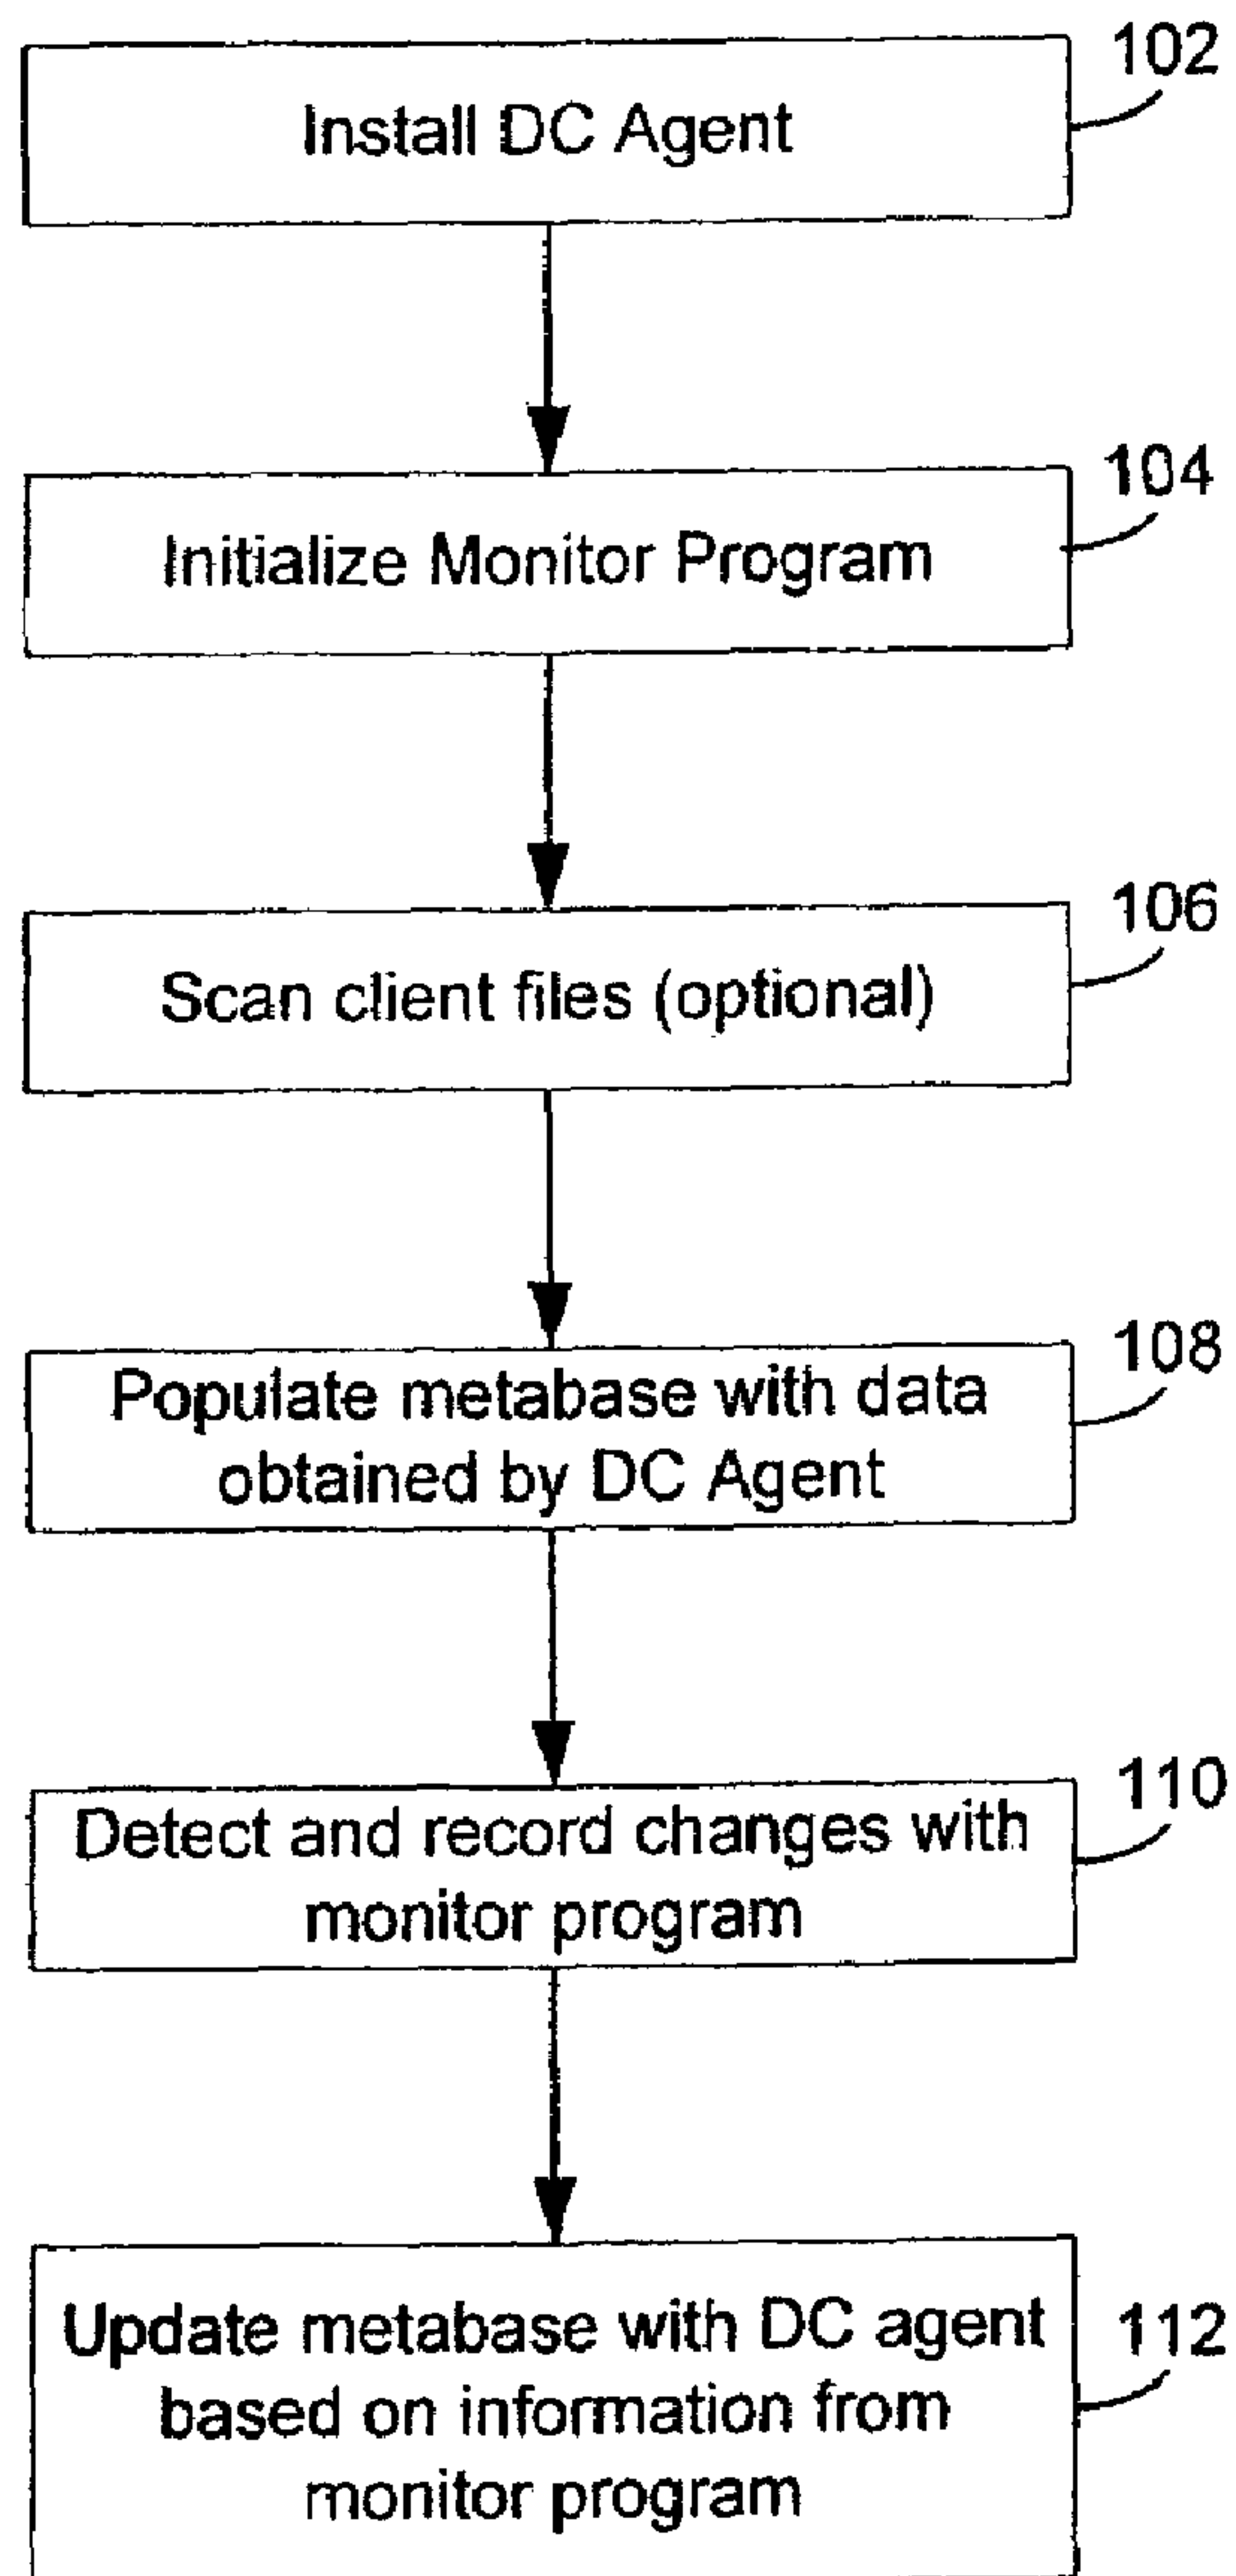 102
Install DC Agent
104
Initialize Monitor Program
106
Scan client files (optional)
108
Populate metabase with data
obtained by DC Agent
110
Detect and record changes with
monitor program
112
Update metabase with DC agent
based on information from
monitor program